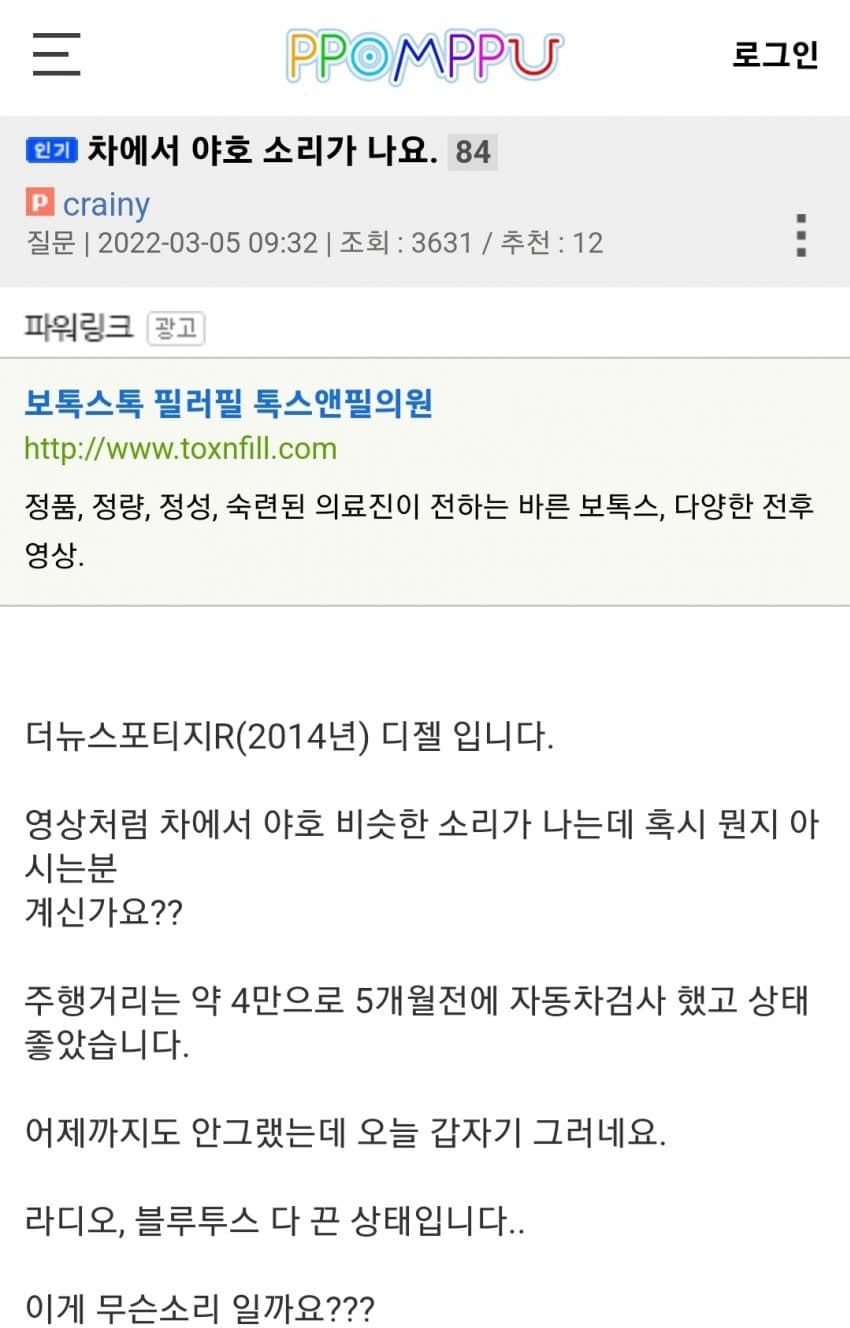 PPOMPPU
로그인
인기 차에서 야호 소리가 나요. 84
P crainy
질문 | 2022-03-05 09:32 | 조회 : 3631 / 추천 : 12
파워링크 광고
보톡스톡 필러필 톡스앤필의원
http://www.toxnfill.com
정품, 정량, 정성, 숙련된 의료진이 전하는 바른 보톡스, 다양한 전후
영상.
더뉴스포티지R(2014년) 디젤 입니다.
영상처럼 차에서 야호 비슷한 소리가 나는데 혹시 뭔지 아
시는분
계신가요??
주행거리는 약 4만으로 5개월전에 자동차검사 했고 상태
좋았습니다.
어제까지도 안그랬는데 오늘 갑자기 그러네요.
라디오, 블루투스 다 끈 상태입니다..
이게 무슨소리 일까요???